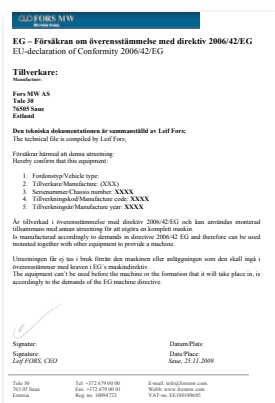 FORS MW
EG – Försäkran om överensstämmelse med direktiv 2006/42/EG
EU-declaration of Conformity 2006/42/EG
Tillverkare:
Manufacture:
Fors MW AS
Tule 30
76505 Saue
Estland
Den tekniska dokumentationen är sammanställd av Leif Fors;
The technical file is compiled by Leif Fors;
Försäkrar härmed att denna utrustning:
Hereby confirm that this equipment:
1. Fordonstyp/Vehicle type:
2. Tillverkare/Manufacture: (XXX)
3. Serienummer/Chassis number: XXXX
4. Tillverkningskod/Manufacture code: XXXX
5. Tillverkningsår/Manufacture year: XXXX
Är tillverkad i överensstämmelse med direktiv 2006/42/EG och kan användas monterad
tillsammans med annan utrustning för att utgöra en komplett maskin.
Is manufactured accordingly to demands in directive 2006/42 EG and therefore can be used
mounted together with other equipment to provide a machine.
Utrustningen får ej tas i bruk förrän den maskinen eller anläggningen som den skall ingå i
överensstämmer med kraven i EG´s maskindirektiv.
The equipment can´t be used before the machine or the formation that it will take place in, is
accordingly to the demands of the EG machine directive.
Signatur: Datum/Plats:
Signature: Date/Place:
Leif FORS, CEO Saue, 25.11.2009
Tule 30 Tel: +372 679 00 00 E-mail: info@forsmw.com
76505 Saue Fax: +372 679 00 01 Webb: www.forsmw.com
Estonia Reg. no. 10094723 VAT-no. EE100189685